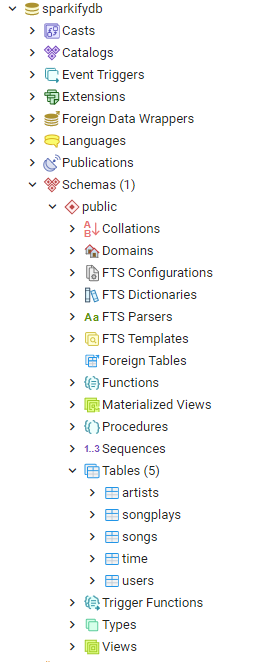 sparkifydb
Casts
Catalogs
Event Triggers
Extensions
Foreign Data Wrappers
Languages
Publications
Schemas (1)
public
Collations
Domains
FTS Configurations
FTS Dictionaries
Aa FTS Parsers
FTS Templates
Foreign Tables
Functions
Materialized Views
Procedures
1..3 Sequences
Tables (5)
artists
songplays
songs
time
users
Trigger Functions
Types
Views